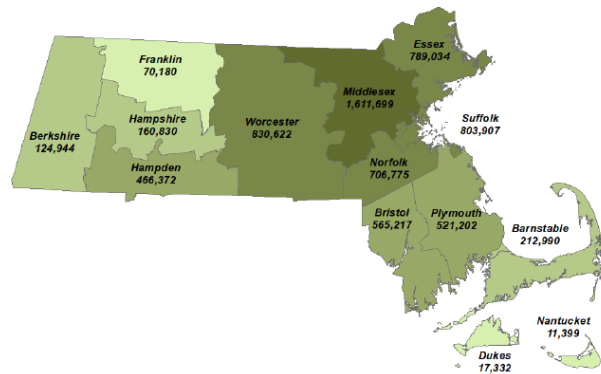 Essex
789,034
Franklin
70,180
Middlesex
1,611,699
Hampshire
160,830
Worcester
830,622
Suffolk
803,907
Berkshire
124,944
Hampden
466,372
Norfolk
706,775
Bristol
565,217
Plymouth
521,202
Barnstable
212,990
Nantucket
11,399
Dukes
17,332